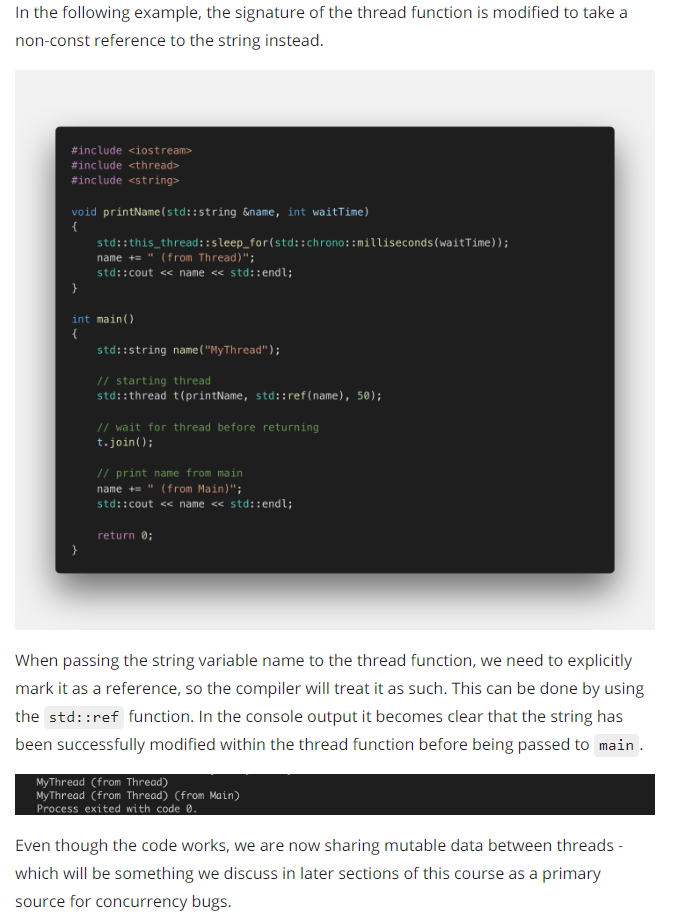 In the following example, the signature of the thread function is modified to take a
non-const reference to the string instead.
#include <iostream>
#include <thread>
#include <string>
void printName(std::string &name, int waitTime)
{
    std::this_thread::sleep_for(std::chrono::milliseconds(waitTime));
    name += " (from Thread)";
    std::cout << name << std::endl;
}
int main()
{
    std::string name("MyThread");
    // starting thread
    std::thread t(printName, std::ref(name), 50);
    // wait for thread before returning
    t.join();
    // print name from main
    name += " (from Main)";
    std::cout << name << std::endl;
    return 0;
}
When passing the string variable name to the thread function, we need to explicitly
mark it as a reference, so the compiler will treat it as such. This can be done by using
the std::ref function. In the console output it becomes clear that the string has
been successfully modified within the thread function before being passed to main .
MyThread (from Thread)
MyThread (from Thread) (from Main)
Process exited with code 0.
Even though the code works, we are now sharing mutable data between threads -
which will be something we discuss in later sections of this course as a primary
source for concurrency bugs.